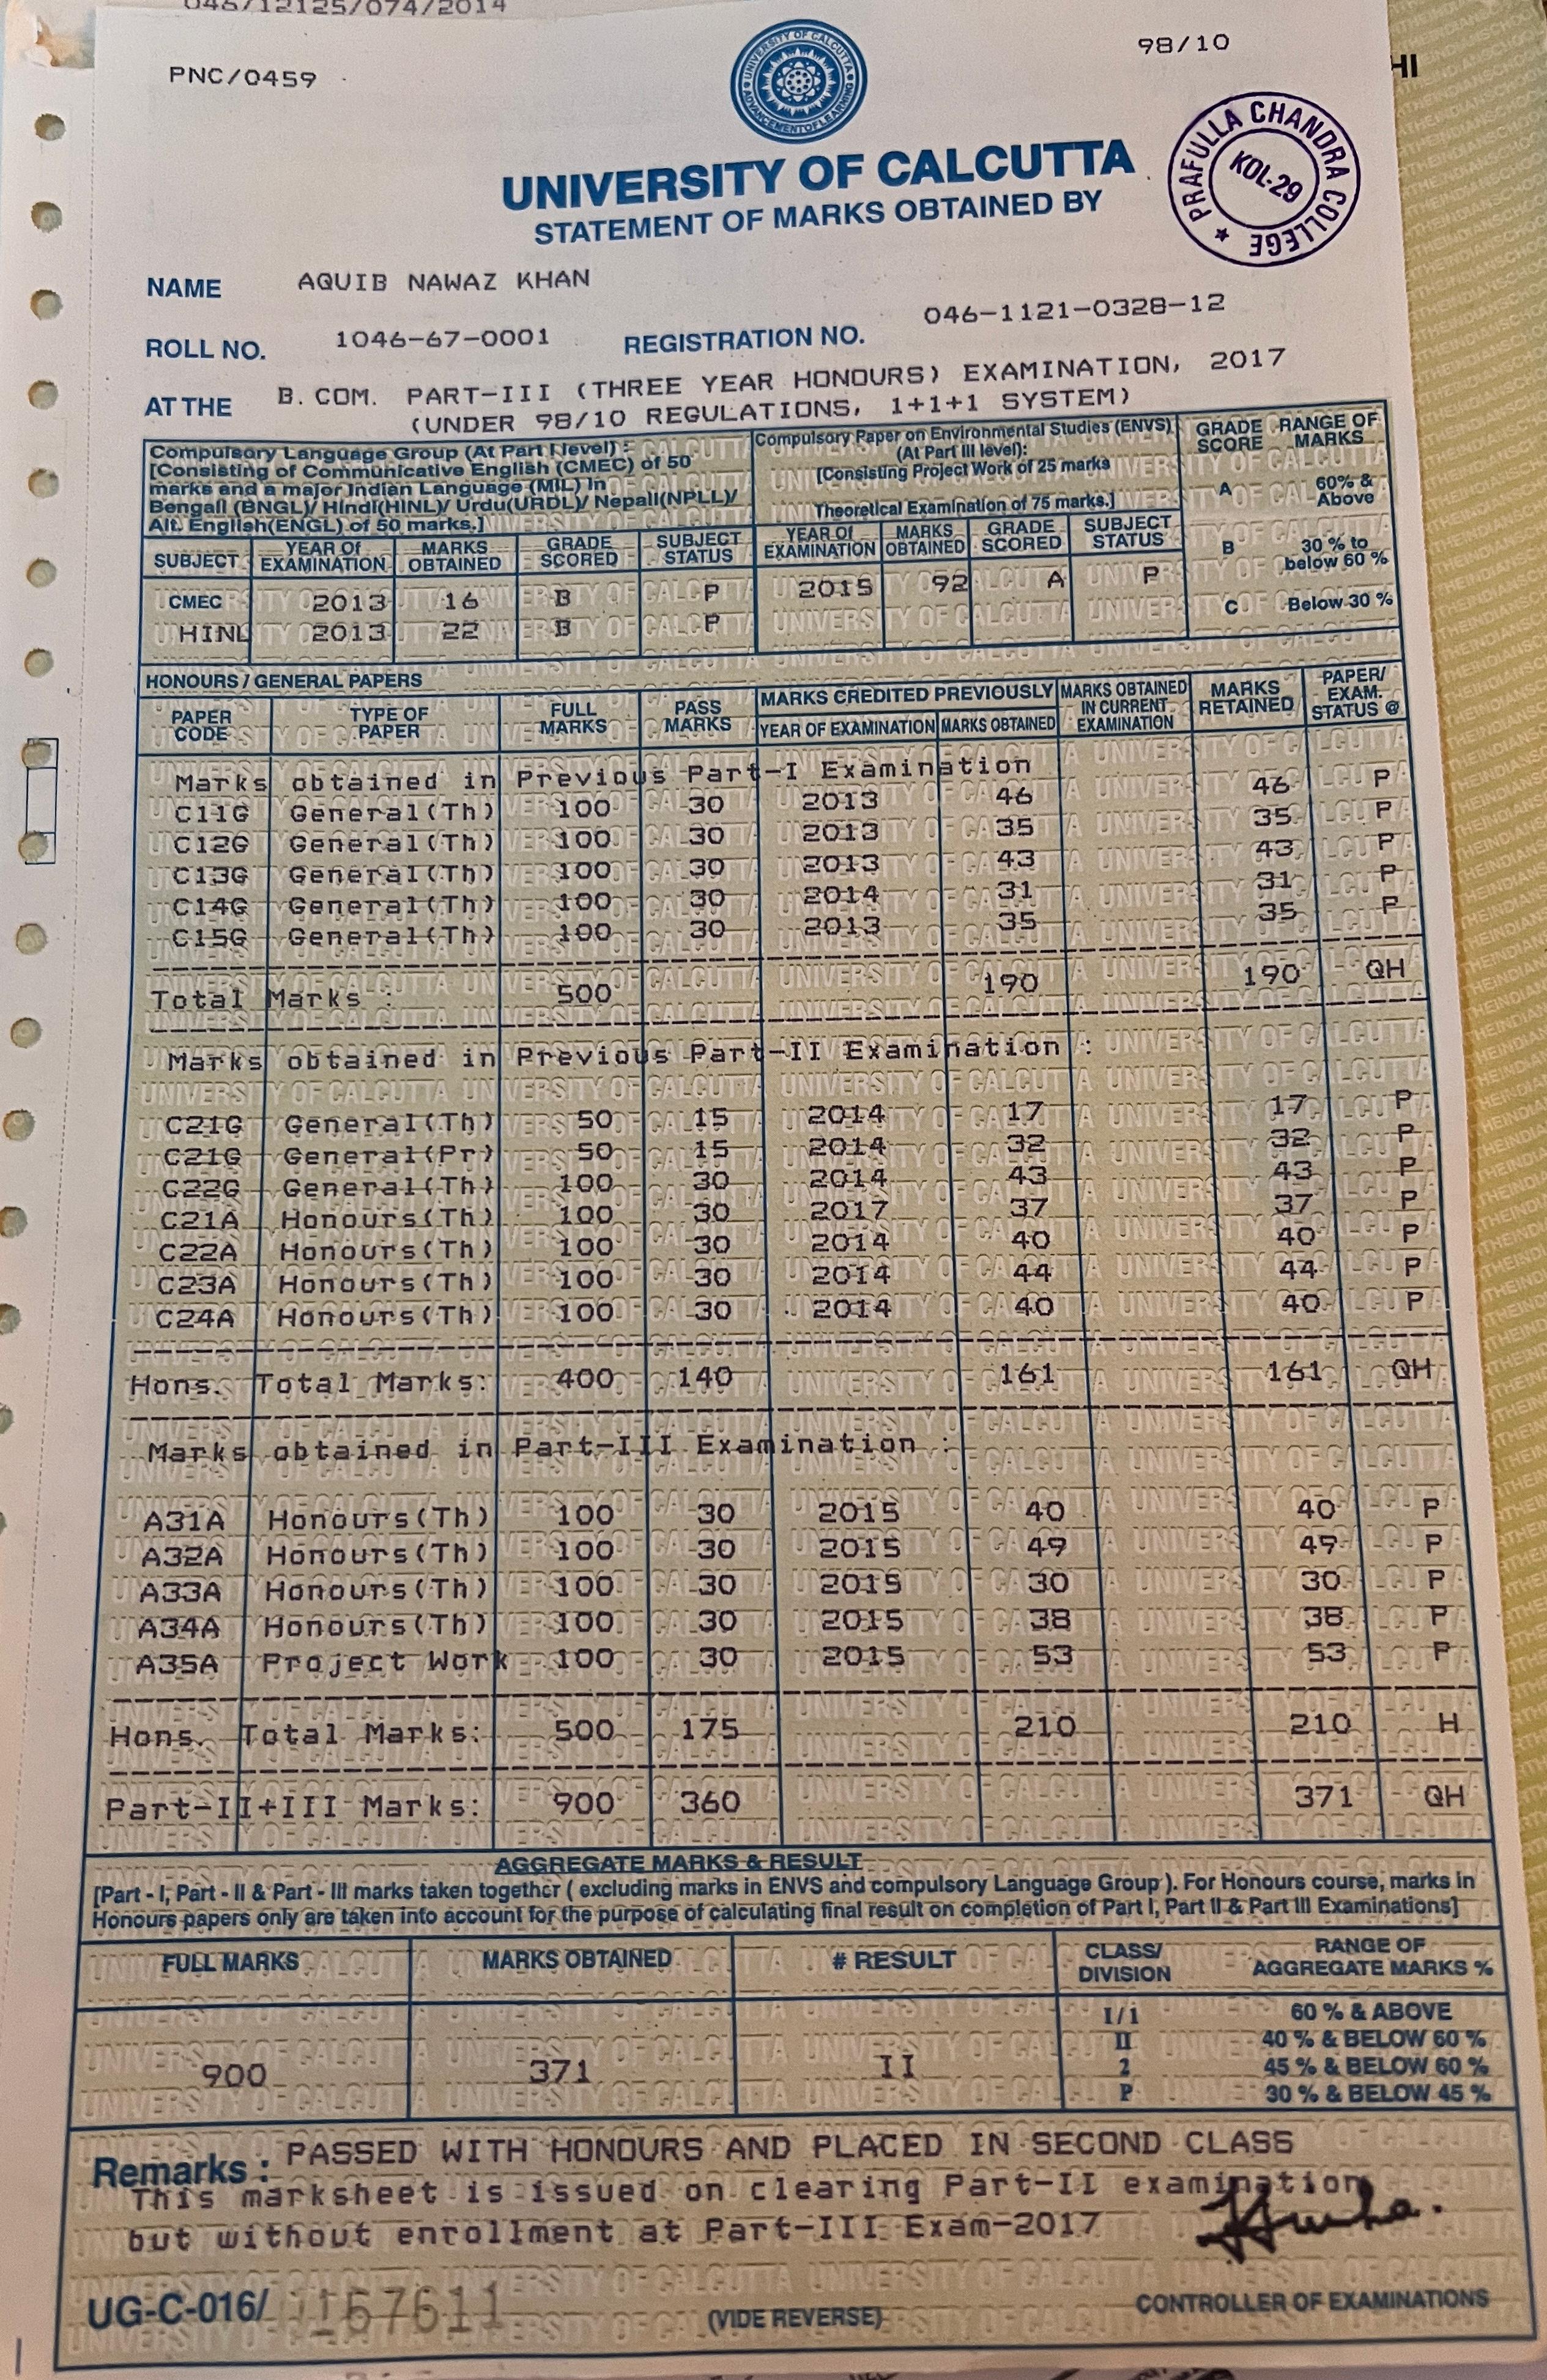 046/12125/074/2014
PNC/0459
98/10
HI
UNIVERSITY OF CALCUTTA
ADVANCEMENT OF LEARNING
PRAFULLA CHANDRA COLLEGE
KOL-29
UNIVERSITY OF CALCUTTA
STATEMENT OF MARKS OBTAINED BY
NAME AQUIB NAWAZ KHAN
ROLL NO. 1046-67-0001 REGISTRATION NO. 046-1121-0328-12
AT THE B.COM. PART-III (THREE YEAR HONOURS) EXAMINATION, 2017
(UNDER 98/10 REGULATIONS, 1+1+1 SYSTEM)
Compulsory Language Group (At Part I level) :
[Consisting of Communicative English (CMEC) of 50
marks and a major Indian Language (MIL) In
Bengali (BNGL)/ Hindi(HINL)/ Urdu(URDL)/ Nepali(NPLL)/
Alt. English(ENGL) of 50 marks.]
Compulsory Paper on Environmental Studies (ENVS)
(At Part III level):
[Consisting Project Work of 25 marks
Theoretical Examination of 75 marks.]
GRADE SCORE RANGE OF MARKS
A 60% & Above
B 30 % to below 60 %
C Below 30 %
SUBJECT YEAR OF EXAMINATION MARKS OBTAINED GRADE SCORED SUBJECT STATUS YEAR OF EXAMINATION MARKS OBTAINED GRADE SCORED SUBJECT STATUS
CMEC 2013 16 B P 2015 92 A P
HINL 2013 22 B P
HONOURS / GENERAL PAPERS
PAPER CODE TYPE OF PAPER FULL MARKS PASS MARKS MARKS CREDITED PREVIOUSLY YEAR OF EXAMINATION MARKS OBTAINED MARKS OBTAINED IN CURRENT EXAMINATION MARKS RETAINED PAPER/ EXAM. STATUS @
Marks obtained in Previous Part-I Examination
C11G General(Th) 100 30 2013 46 46 P
C12G General(Th) 100 30 2013 35 35 P
C13G General(Th) 100 30 2013 43 43 P
C14G General(Th) 100 30 2014 31 31 P
C15G General(Th) 100 30 2013 35 35 P
Total Marks : 500 190 190 QH
Marks obtained in Previous Part-II Examination :
C21G General(Th) 50 15 2014 17 17 P
C21G General(Pr) 50 15 2014 32 32 P
C22G General(Th) 100 30 2014 43 43 P
C21A Honours(Th) 100 30 2017 37 37 P
C22A Honours(Th) 100 30 2014 40 40 P
C23A Honours(Th) 100 30 2014 44 44 P
C24A Honours(Th) 100 30 2014 40 40 P
Hons. Total Marks: 400 140 161 161 QH
Marks obtained in Part-III Examination :
A31A Honours(Th) 100 30 2015 40 40 P
A32A Honours(Th) 100 30 2015 49 49 P
A33A Honours(Th) 100 30 2015 30 30 P
A34A Honours(Th) 100 30 2015 38 38 P
A35A Project Work 100 30 2015 53 53 P
Hons. Total Marks: 500 175 210 210 H
Part-II+III Marks: 900 360 371 QH
AGGREGATE MARKS & RESULT
[Part - I, Part - II & Part - III marks taken together ( excluding marks in ENVS and compulsory Language Group ). For Honours course, marks in
Honours papers only are taken into account for the purpose of calculating final result on completion of Part I, Part II & Part III Examinations]
FULL MARKS MARKS OBTAINED # RESULT CLASS/ DIVISION RANGE OF AGGREGATE MARKS %
900 371 II
I/i 60 % & ABOVE
II 40 % & BELOW 60 %
2 45 % & BELOW 60 %
P 30 % & BELOW 45 %
Remarks : PASSED WITH HONOURS AND PLACED IN SECOND CLASS
This marksheet is issued on clearing Part-II examination
but without enrollment at Part-III Exam-2017
UG-C-016/ 157611
(VIDE REVERSE)
CONTROLLER OF EXAMINATIONS